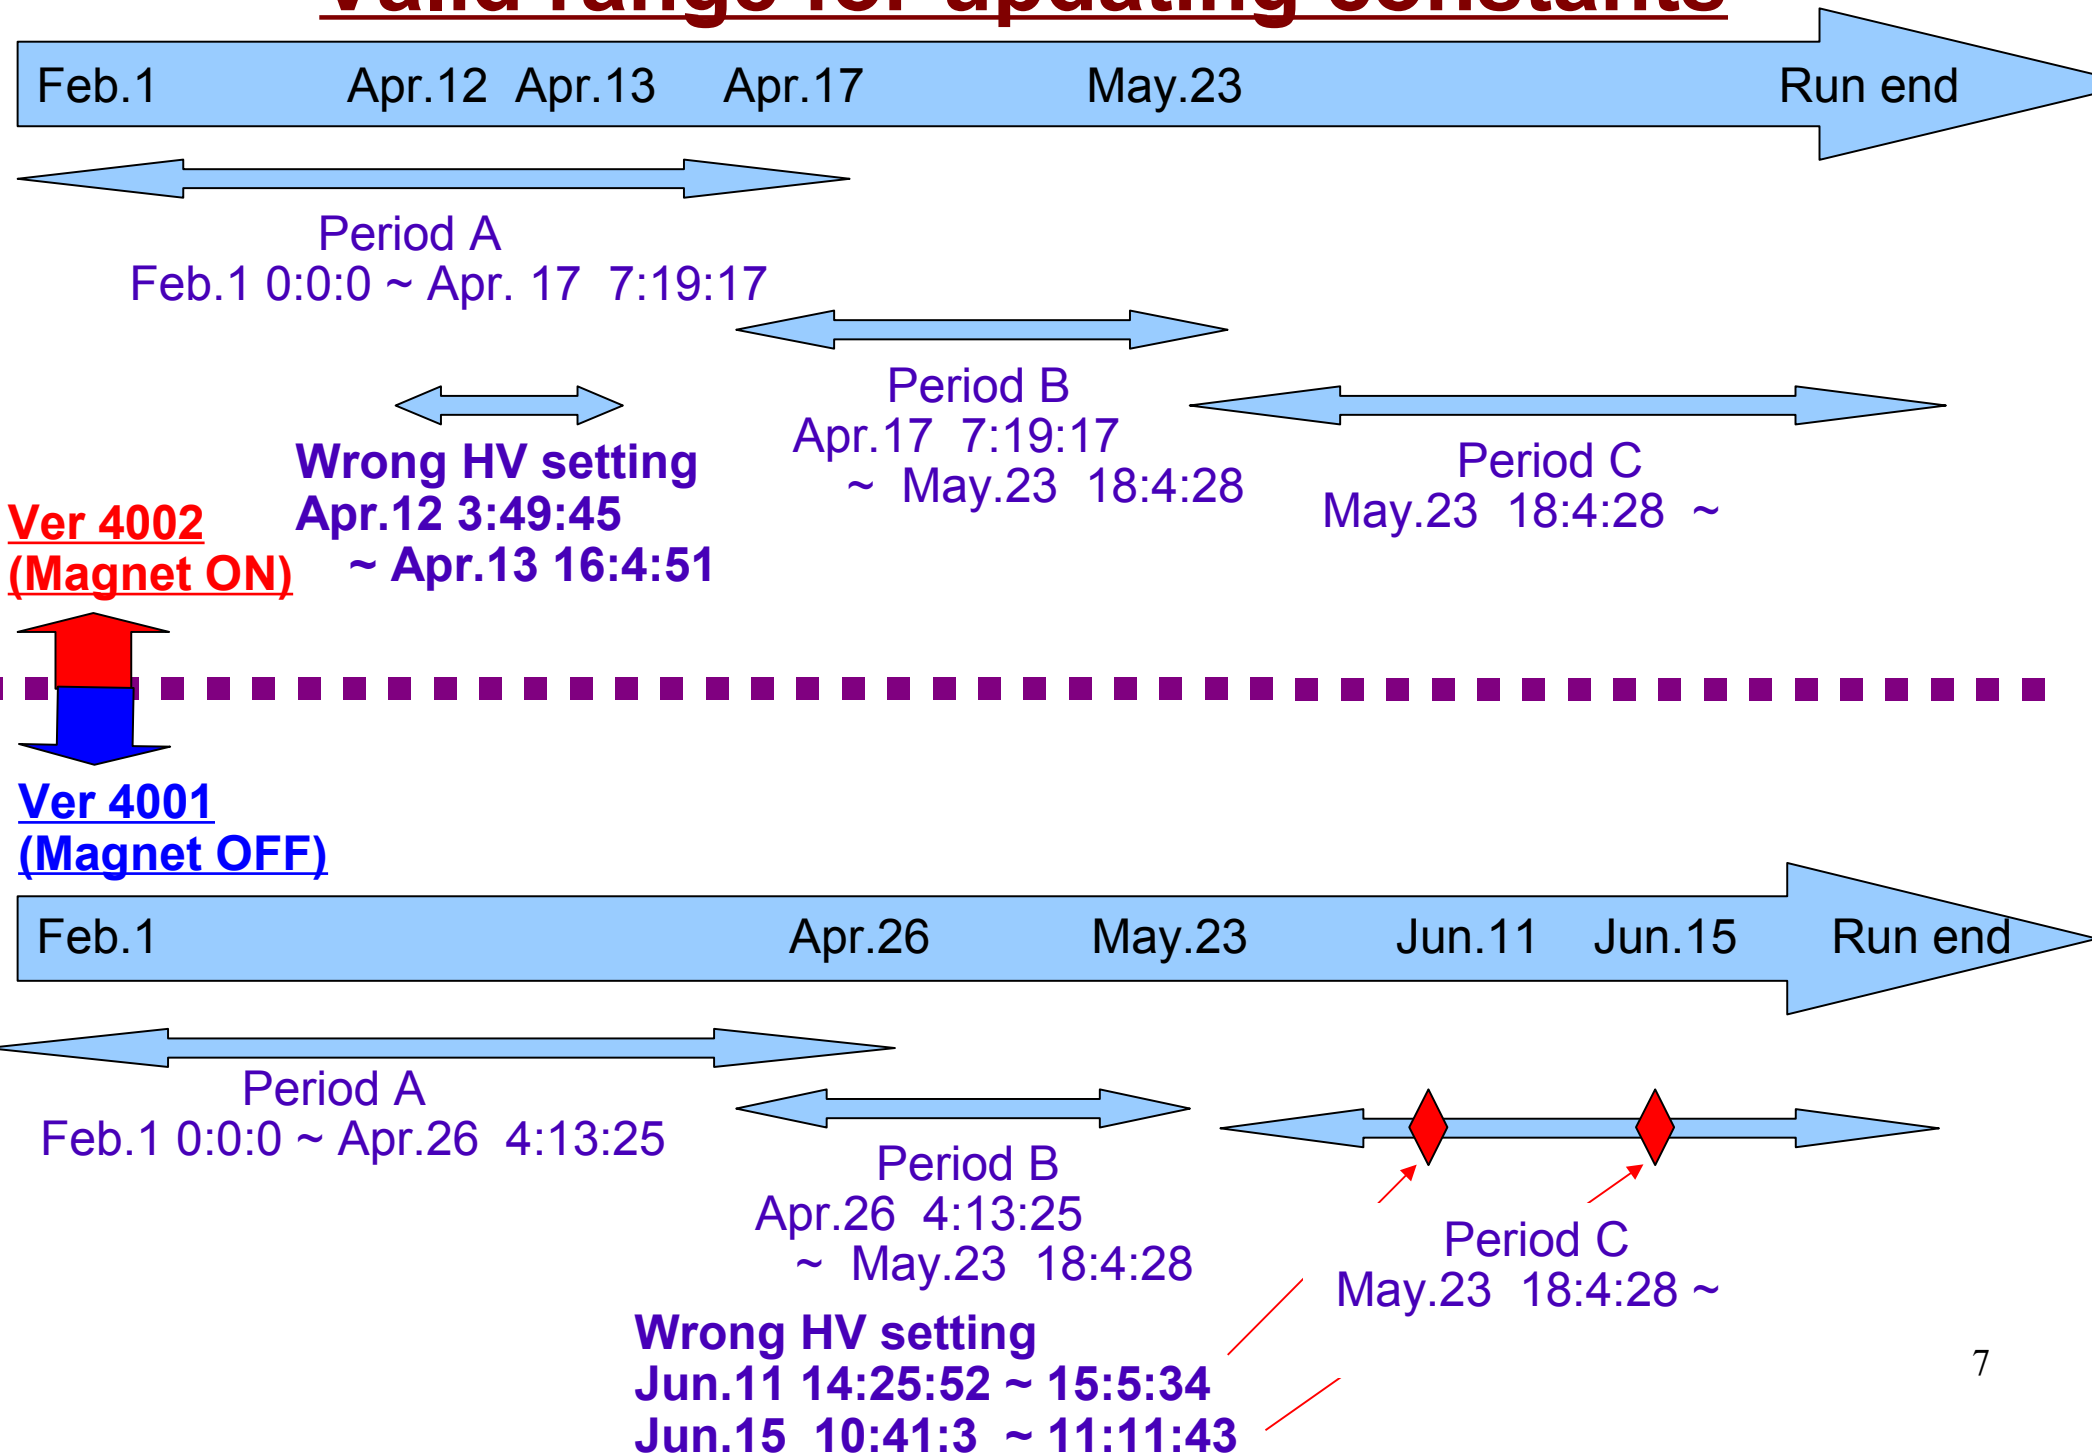 Valid range for updating constants
Feb.1 Apr.12 Apr.13 Apr.17 May.23 Run end
Period A
Feb.1 0:0:0 ~ Apr. 17 7:19:17
Period B
Apr.17 7:19:17
~ May.23 18:4:28
Period C
May.23 18:4:28 ~
Wrong HV setting
Apr.12 3:49:45
~ Apr.13 16:4:51
Ver 4002
(Magnet ON)
Ver 4001
(Magnet OFF)
Feb.1 Apr.26 May.23 Jun.11 Jun.15 Run end
Period A
Feb.1 0:0:0 ~ Apr.26 4:13:25
Period B
Apr.26 4:13:25
~ May.23 18:4:28
Period C
May.23 18:4:28 ~
Wrong HV setting
Jun.11 14:25:52 ~ 15:5:34
Jun.15 10:41:3 ~ 11:11:43
7